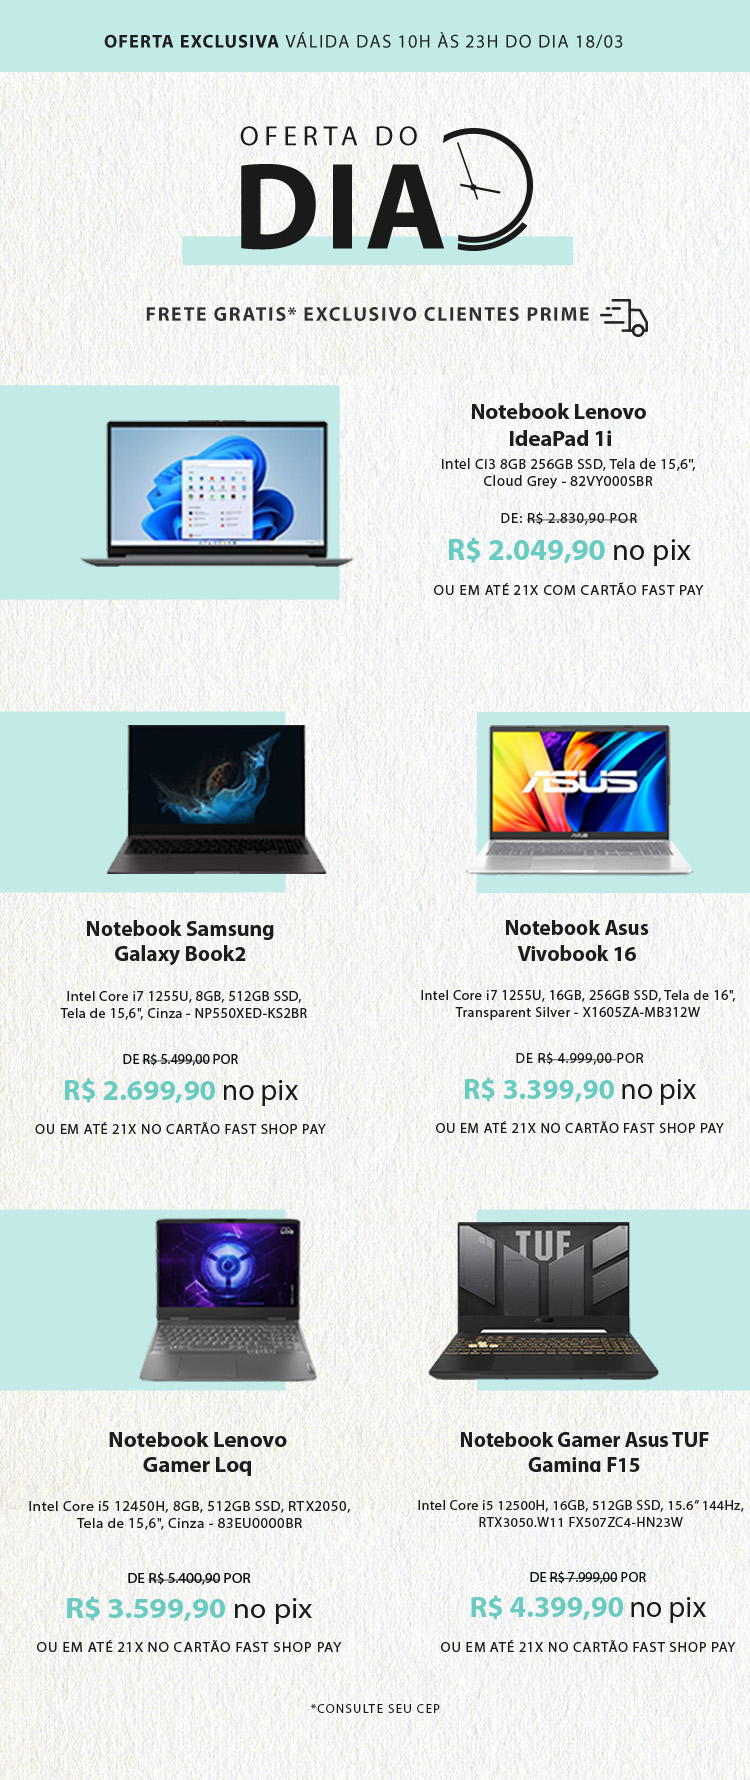 OFERTA EXCLUSIVA VÁLIDA DAS 10H ÀS 23H DO DIA 18/03
OFERTA DO
DIA
FRETE GRATIS* EXCLUSIVO CLIENTES PRIME
Notebook Lenovo
IdeaPad 1i
Intel CI3 8GB 256GB SSD, Tela de 15,6",
Cloud Grey - 82VY000SBR
DE: R$ 2.830,90 POR
R$ 2.049,90 no pix
OU EM ATÉ 21X COM CARTÃO FAST PAY
Notebook Samsung
Galaxy Book2
Intel Core i7 1255U, 8GB, 512GB SSD,
Tela de 15,6", Cinza - NP550XED-KS2BR
DE R$ 5.499,00 POR
R$ 2.699,90 no pix
OU EM ATÉ 21X NO CARTÃO FAST SHOP PAY
ASUS
Notebook Asus
Vivobook 16
Intel Core i7 1255U, 16GB, 256GB SSD, Tela de 16",
Transparent Silver - X1605ZA-MB312W
DE R$ 4.999,00 POR
R$ 3.399,90 no pix
OU EM ATÉ 21X NO CARTÃO FAST SHOP PAY
LOQ
Notebook Lenovo
Gamer Loq
Intel Core i5 12450H, 8GB, 512GB SSD, RTX2050,
Tela de 15,6", Cinza - 83EU0000BR
DE R$ 5.400,90 POR
R$ 3.599,90 no pix
OU EM ATÉ 21X NO CARTÃO FAST SHOP PAY
TUF
Notebook Gamer Asus TUF
Gaming F15
Intel Core i5 12500H, 16GB, 512GB SSD, 15.6” 144Hz,
RTX3050.W11 FX507ZC4-HN23W
DE R$ 7.999,00 POR
R$ 4.399,90 no pix
OU EM ATÉ 21X NO CARTÃO FAST SHOP PAY
*CONSULTE SEU CEP